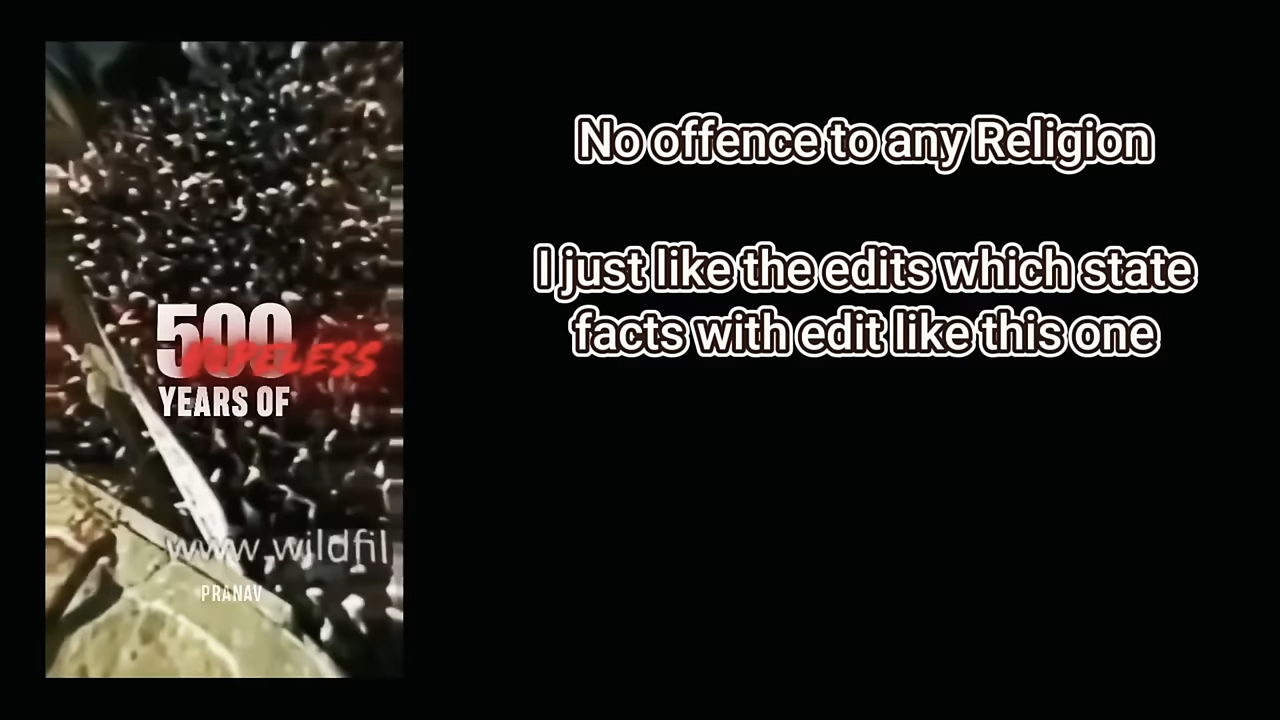 500
YEARS OF
www.wildfil
PRANAV
No offence to any Religion
I just like the edits which state
facts with edit like this one